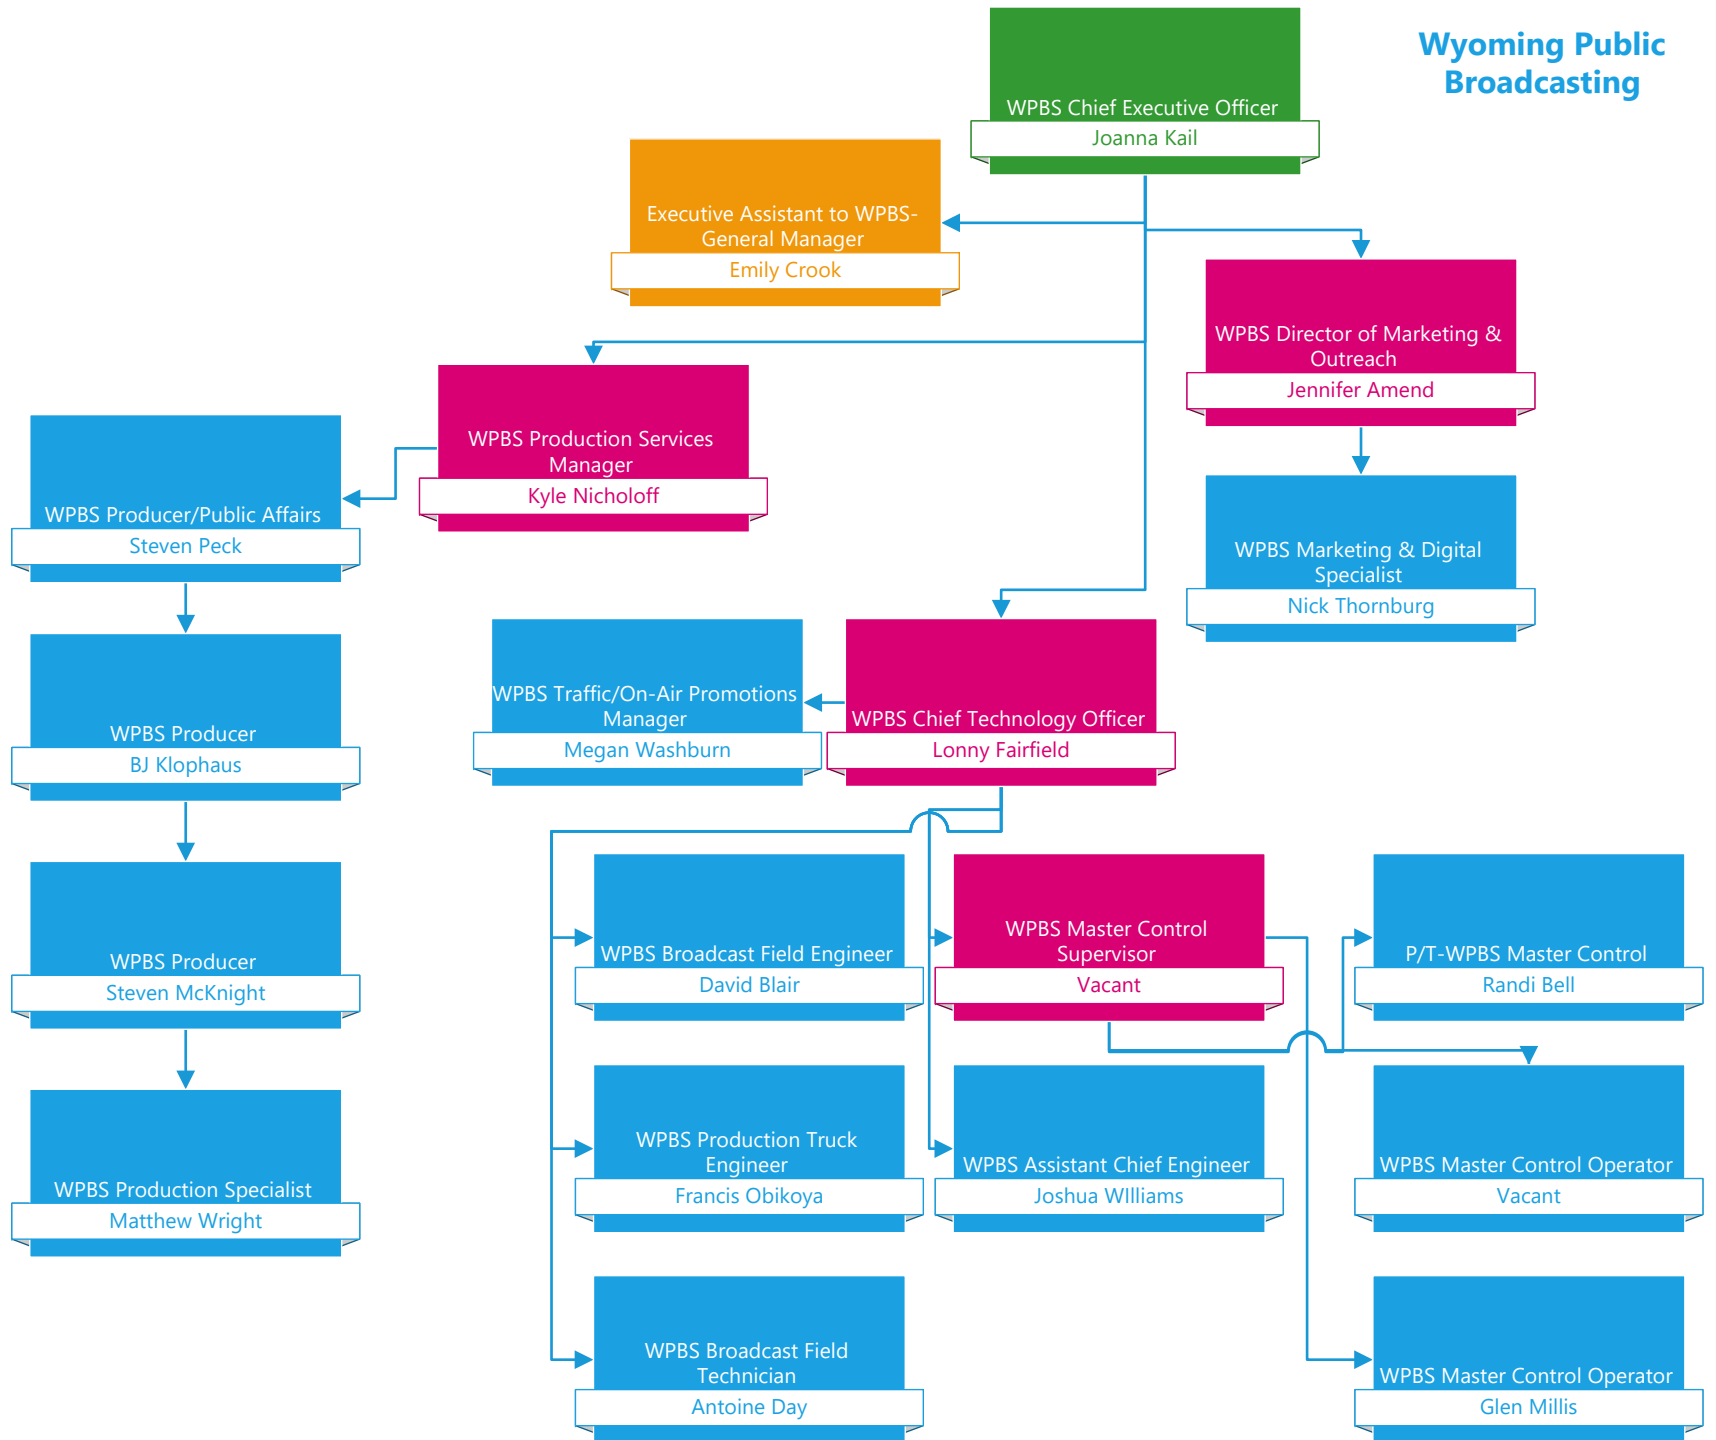 Wyoming Public
Broadcasting
WPBS Chief Executive Officer
Joanna Kail
Executive Assistant to WPBS-
General Manager
Emily Crook
WPBS Director of Marketing &
Outreach
Jennifer Amend
WPBS Production Services
Manager
Kyle Nicholoff
WPBS Producer/Public Affairs
Steven Peck
WPBS Marketing & Digital
Specialist
Nick Thornburg
WPBS Producer
BJ Klophaus
WPBS Traffic/On-Air Promotions
Manager
Megan Washburn
WPBS Chief Technology Officer
Lonny Fairfield
WPBS Producer
Steven McKnight
WPBS Broadcast Field Engineer
David Blair
WPBS Master Control
Supervisor
Vacant
P/T-WPBS Master Control
Randi Bell
WPBS Production Specialist
Matthew Wright
WPBS Production Truck
Engineer
Francis Obikoya
WPBS Assistant Chief Engineer
Joshua WIlliams
WPBS Master Control Operator
Vacant
WPBS Broadcast Field
Technician
Antoine Day
WPBS Master Control Operator
Glen Millis